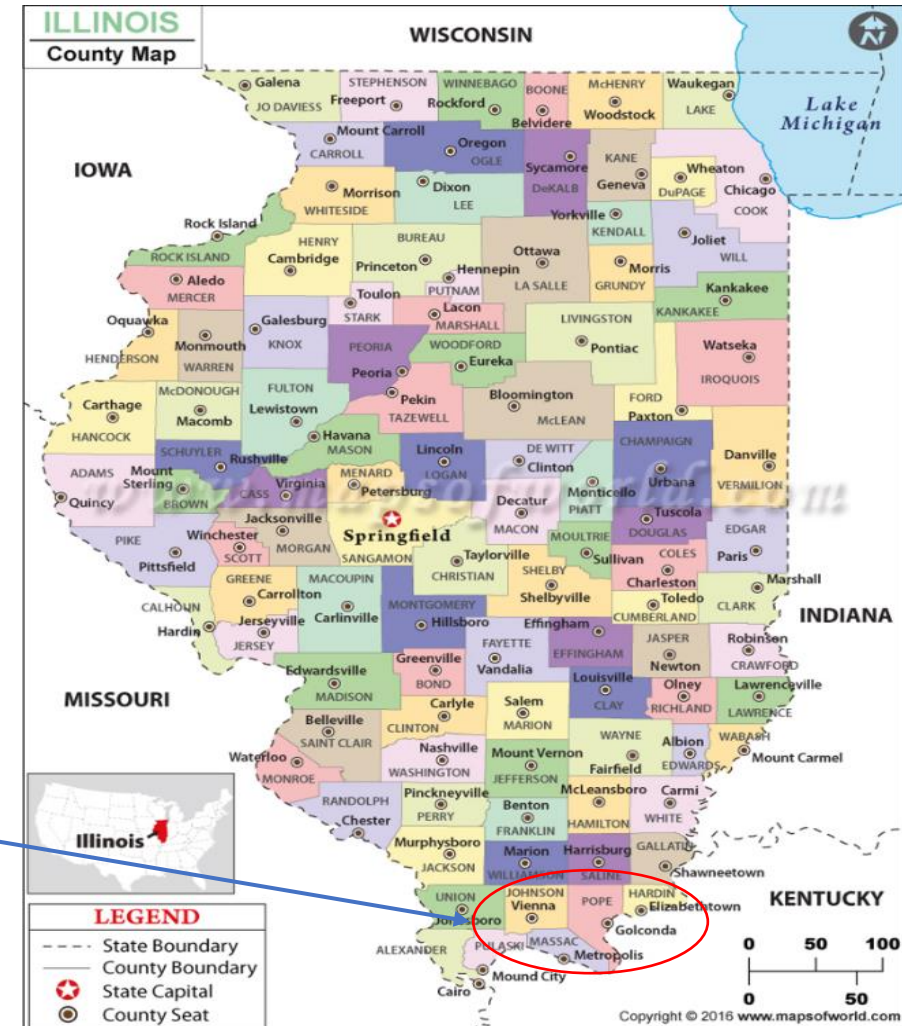 ILLINOIS
County Map
WISCONSIN
N
Lake
Michigan
IOWA
Galena
JO DAVIESS
STEPHENSON
Freeport
WINNEBAGO
Rockford
BOONE
Belvidere
McHENRY
Woodstock
Waukegan
LAKE
Mount Carroll
CARROLL
Oregon
OGLE
Sycamore
DeKALB
KANE
Geneva
Wheaton
DuPAGE
Chicago
COOK
Morrison
WHITESIDE
Dixon
LEE
Yorkville
KENDALL
Joliet
WILL
Rock Island
ROCK ISLAND
HENRY
Cambridge
BUREAU
Princeton
Hennepin
PUTNAM
Ottawa
LA SALLE
Morris
GRUNDY
Kankakee
KANKAKEE
Aledo
MERCER
Toulon
STARK
Lacon
MARSHALL
LIVINGSTON
Pontiac
Watseka
IROQUOIS
Oquawka
HENDERSON
Monmouth
WARREN
Galesburg
KNOX
PEORIA
Peoria
WOODFORD
Eureka
Carthage
HANCOCK
McDONOUGH
Macomb
FULTON
Lewistown
Pekin
TAZEWELL
Bloomington
McLEAN
FORD
Paxton
SCHUYLER
Rushville
Havana
MASON
Lincoln
LOGAN
DE WITT
Clinton
CHAMPAIGN
Urbana
Danville
VERMILION
ADAMS
Quincy
Mount
Sterling
BROWN
CASS
Virginia
MENARD
Petersburg
Decatur
MACON
Monticello
PIATT
www.mapsofworld.com
PIKE
Pittsfield
Winchester
SCOTT
Jacksonville
MORGAN
Springfield
SANGAMON
Taylorville
CHRISTIAN
MOULTRIE
Sullivan
Tuscola
DOUGLAS
EDGAR
Paris
COLES
Charleston
GREENE
Carrollton
MACOUPIN
Carlinville
MONTGOMERY
Hillsboro
SHELBY
Shelbyville
Toledo
CUMBERLAND
Marshall
CLARK
INDIANA
CALHOUN
Hardin
Jerseyville
JERSEY
FAYETTE
Vandalia
Effingham
EFFINGHAM
JASPER
Newton
Robinson
CRAWFORD
MISSOURI
Edwardsville
MADISON
Greenville
BOND
Louisville
CLAY
Olney
RICHLAND
Lawrenceville
LAWRENCE
Belleville
SAINT CLAIR
Carlyle
CLINTON
Salem
MARION
WAYNE
Fairfield
Albion
EDWARDS
WABASH
Mount Carmel
Waterloo
MONROE
Nashville
WASHINGTON
Mount Vernon
JEFFERSON
RANDOLPH
Chester
Pinckneyville
PERRY
McLeansboro
HAMILTON
Carmi
WHITE
Benton
FRANKLIN
Illinois
Murphysboro
JACKSON
Marion
WILLIAMSON
Harrisburg
SALINE
GALLATIN
Shawneetown
KENTUCKY
UNION
Jonesboro
JOHNSON
Vienna
POPE
Golconda
HARDIN
Elizabethtown
ALEXANDER
Cairo
PULASKI
Mound City
MASSAC
Metropolis
LEGEND
State Boundary
County Boundary
State Capital
County Seat
0 50 100
0 50
Copyright © 2016 www.mapsofworld.com